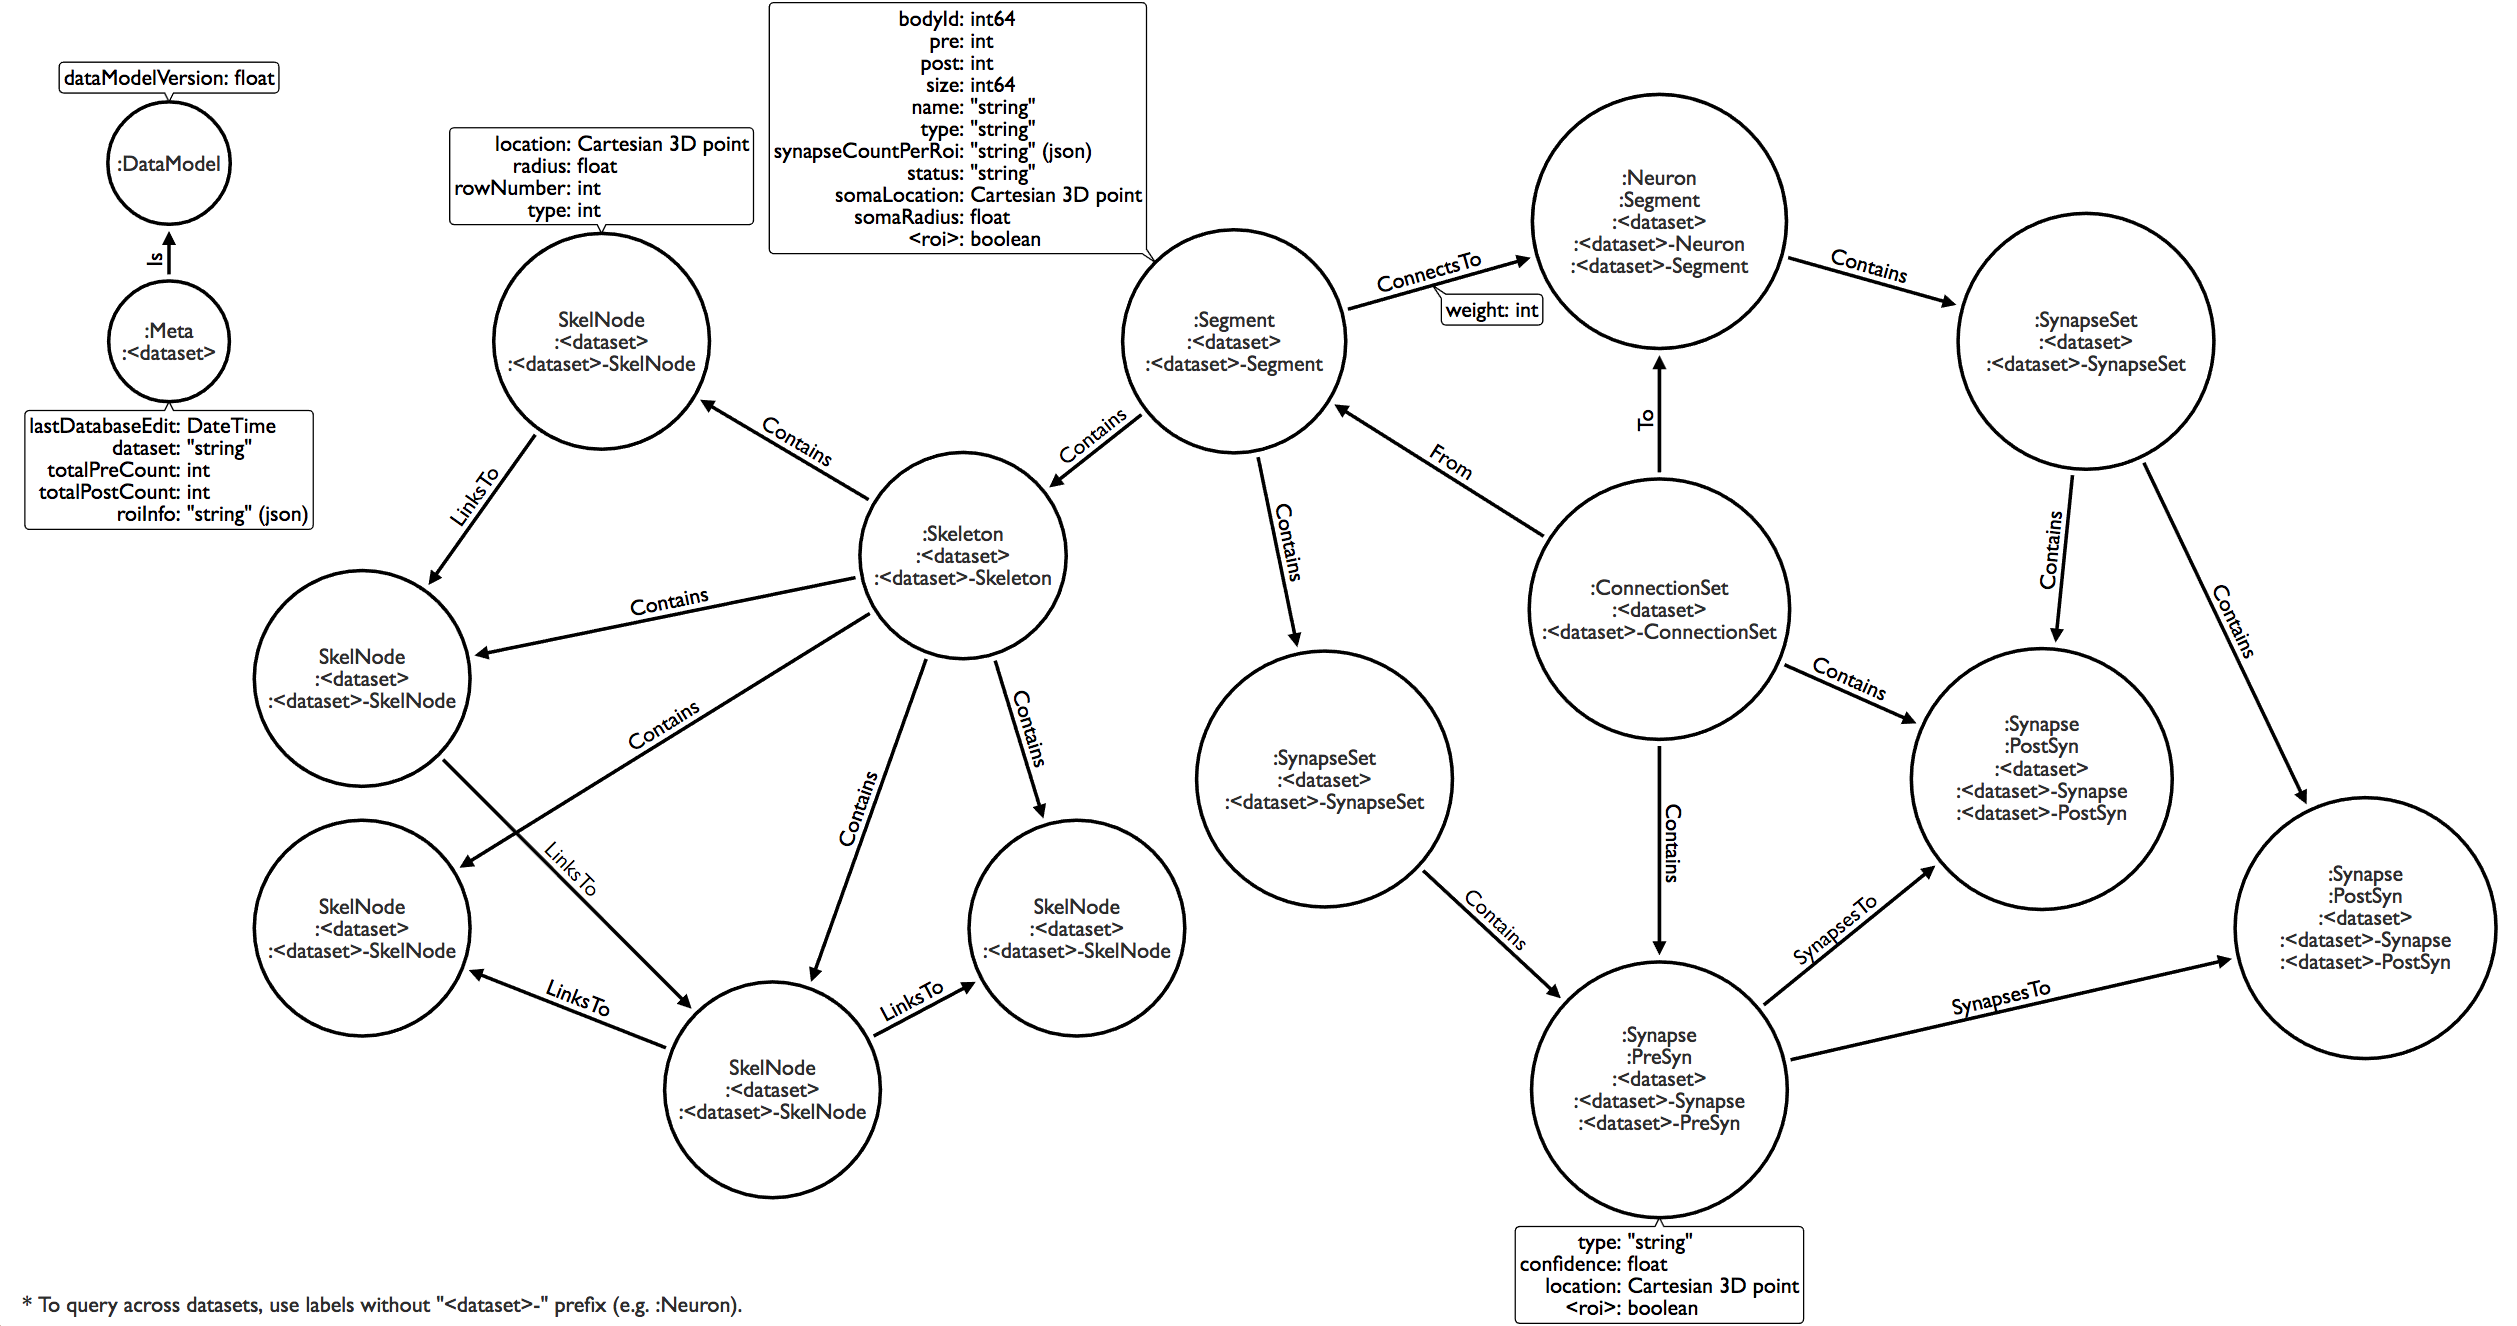 dataModelVersion: float
:DataModel
Is
:Meta
:<dataset>
lastDatabaseEdit: DateTime
dataset: "string"
totalPreCount: int
totalPostCount: int
roiInfo: "string" (json)
location: Cartesian 3D point
radius: float
rowNumber: int
type: int
SkelNode
:<dataset>
:<dataset>-SkelNode
bodyId: int64
pre: int
post: int
size: int64
name: "string"
type: "string"
synapseCountPerRoi: "string" (json)
status: "string"
somaLocation: Cartesian 3D point
somaRadius: float
<roi>: boolean
:Segment
:<dataset>
:<dataset>-Segment
ConnectsTo
weight: int
:Neuron
:Segment
:<dataset>
:<dataset>-Neuron
:<dataset>-Segment
Contains
:SynapseSet
:<dataset>
:<dataset>-SynapseSet
LinksTo
Contains
Contains
From
To
:Skeleton
:<dataset>
:<dataset>-Skeleton
Contains
Contains
Contains
:ConnectionSet
:<dataset>
:<dataset>-ConnectionSet
Contains
SkelNode
:<dataset>
:<dataset>-SkelNode
Contains
Contains
Contains
Contains
LinksTo
:SynapseSet
:<dataset>
:<dataset>-SynapseSet
Contains
Contains
:Synapse
:PostSyn
:<dataset>
:<dataset>-Synapse
:<dataset>-PostSyn
SkelNode
:<dataset>
:<dataset>-SkelNode
LinksTo
SkelNode
:<dataset>
:<dataset>-SkelNode
LinksTo
SkelNode
:<dataset>
:<dataset>-SkelNode
Contains
SynapsesTo
SynapsesTo
:Synapse
:PostSyn
:<dataset>
:<dataset>-Synapse
:<dataset>-PostSyn
:Synapse
:PreSyn
:<dataset>
:<dataset>-Synapse
:<dataset>-PreSyn
type: "string"
confidence: float
location: Cartesian 3D point
<roi>: boolean
* To query across datasets, use labels without "<dataset>-" prefix (e.g. :Neuron).